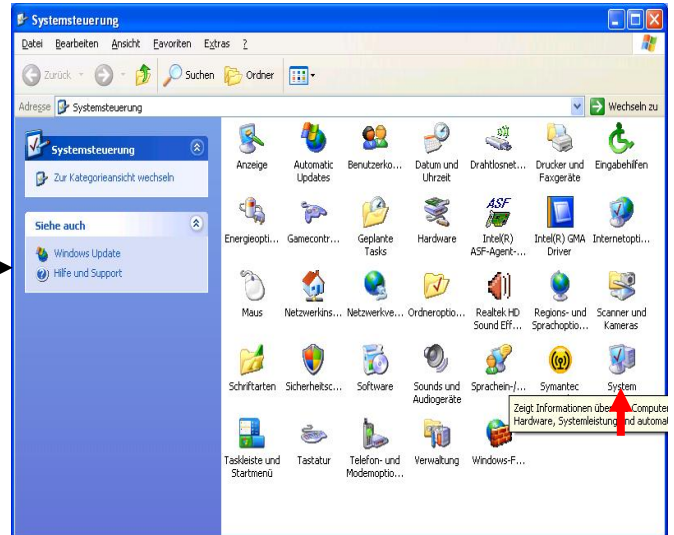 Systemsteuerung
Datei Bearbeiten Ansicht Favoriten Extras ?
Zurück Suchen Ordner
Adresse Systemsteuerung Wechseln zu
Systemsteuerung
Zur Kategorieansicht wechseln
Siehe auch
Windows Update
Hilfe und Support
Anzeige
Automatic
Updates
Benutzerko...
Datum und
Uhrzeit
Drahtlosnet...
Drucker und
Faxgeräte
Eingabehilfen
Energieopti...
Gamecontr...
Geplante
Tasks
Hardware
ASF
Intel(R)
ASF-Agent-...
Intel(R) GMA
Driver
Internetopti...
Maus
Netzwerkins...
Netzwerkve...
Ordneroptio...
Realtek HD
Sound Eff...
Regions- und
Sprachoptio...
Scanner und
Kameras
Schriftarten
Sicherheitsc...
Software
Sounds und
Audiogeräte
Sprachein-/...
Symantec
System
Zeigt Informationen über Computer
Hardware, Systemleistung und automat
Taskleiste und
Startmenü
Tastatur
Telefon- und
Modemoptio...
Verwaltung
Windows-F...